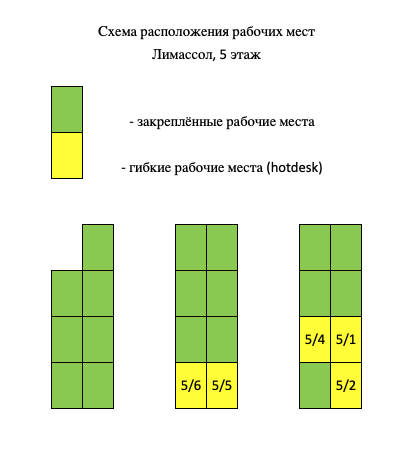 Схема расположения рабочих мест
Лимассол, 5 этаж
- закреплённые рабочие места
- гибкие рабочие места (hotdesk)
5/4 5/1
5/6 5/5
5/2